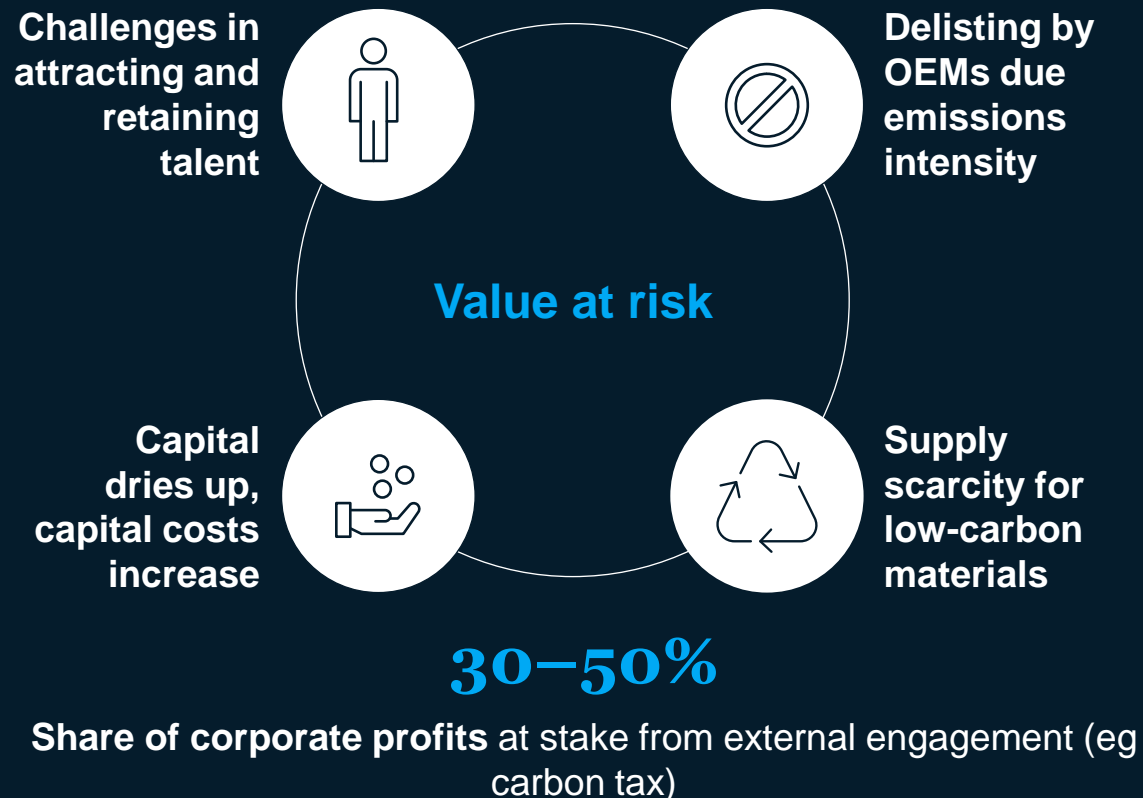 Challenges in
attracting and
retaining
talent
Delisting by
OEMs due
emissions
intensity
Value at risk
Capital
dries up,
capital costs
increase
Supply
scarcity for
low-carbon
materials
30–50%
Share of corporate profits at stake from external engagement (eg
carbon tax)